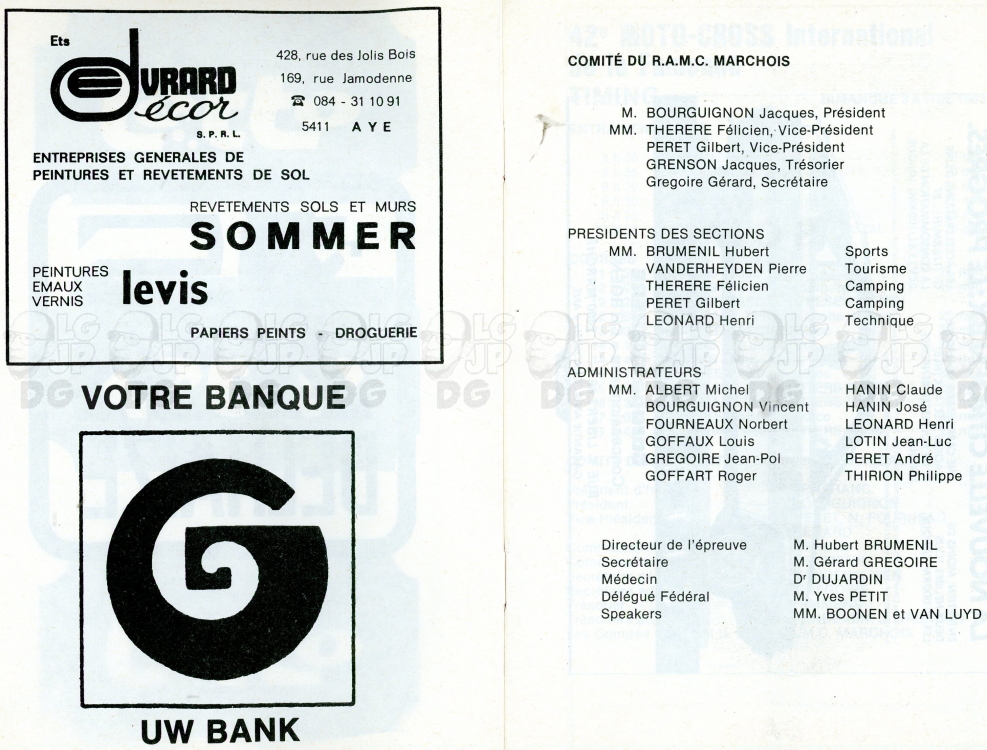 Ets
DURARD
décor
S.P.R.L.
428, rue des Jolis Bois
169, rue Jamodenne
☎ 084 - 31 10 91
5411 AYE
ENTREPRISES GENERALES DE
PEINTURES ET REVETEMENTS DE SOL
REVETEMENTS SOLS ET MURS
SOMMER
PEINTURES
EMAUX
VERNIS
levis
PAPIERS PEINTS - DROGUERIE
VOTRE BANQUE
G
UW BANK
COMITÉ DU R.A.M.C. MARCHOIS
M. BOURGUIGNON Jacques, Président
MM. THERERE Félicien, Vice-Président
PERET Gilbert, Vice-Président
GRENSON Jacques, Trésorier
Gregoire Gérard, Secrétaire
PRESIDENTS DES SECTIONS
MM. BRUMENIL Hubert Sports
VANDERHEYDEN Pierre Tourisme
THERERE Félicien Camping
PERET Gilbert Camping
LEONARD Henri Technique
ADMINISTRATEURS
MM. ALBERT Michel HANIN Claude
BOURGUIGNON Vincent HANIN José
FOURNEAUX Norbert LEONARD Henri
GOFFAUX Louis LOTIN Jean-Luc
GREGOIRE Jean-Pol PERET André
GOFFART Roger THIRION Philippe
Directeur de l'épreuve M. Hubert BRUMENIL
Secrétaire M. Gérard GREGOIRE
Médecin Dr DUJARDIN
Délégué Fédéral M. Yves PETIT
Speakers MM. BOONEN et VAN LUYD
LG JP DG